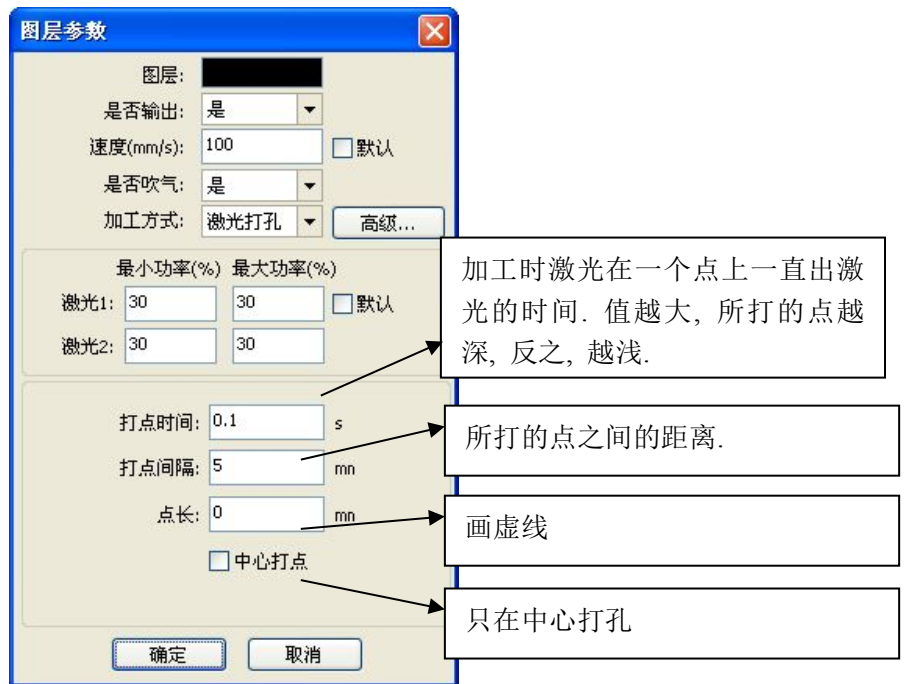 图层参数
图层:
是否输出: 是
速度(mm/s): 100 默认
是否吹气: 是
加工方式: 激光打孔 高级...
最小功率(%) 最大功率(%)
激光1: 30 30 默认
激光2: 30 30
打点时间: 0.1 s
打点间隔: 5 mn
点长: 0 mn
中心打点
确定 取消
加工时激光在一个点上一直出激
光的时间. 值越大, 所打的点越
深, 反之, 越浅.
所打的点之间的距离.
画虚线
只在中心打孔